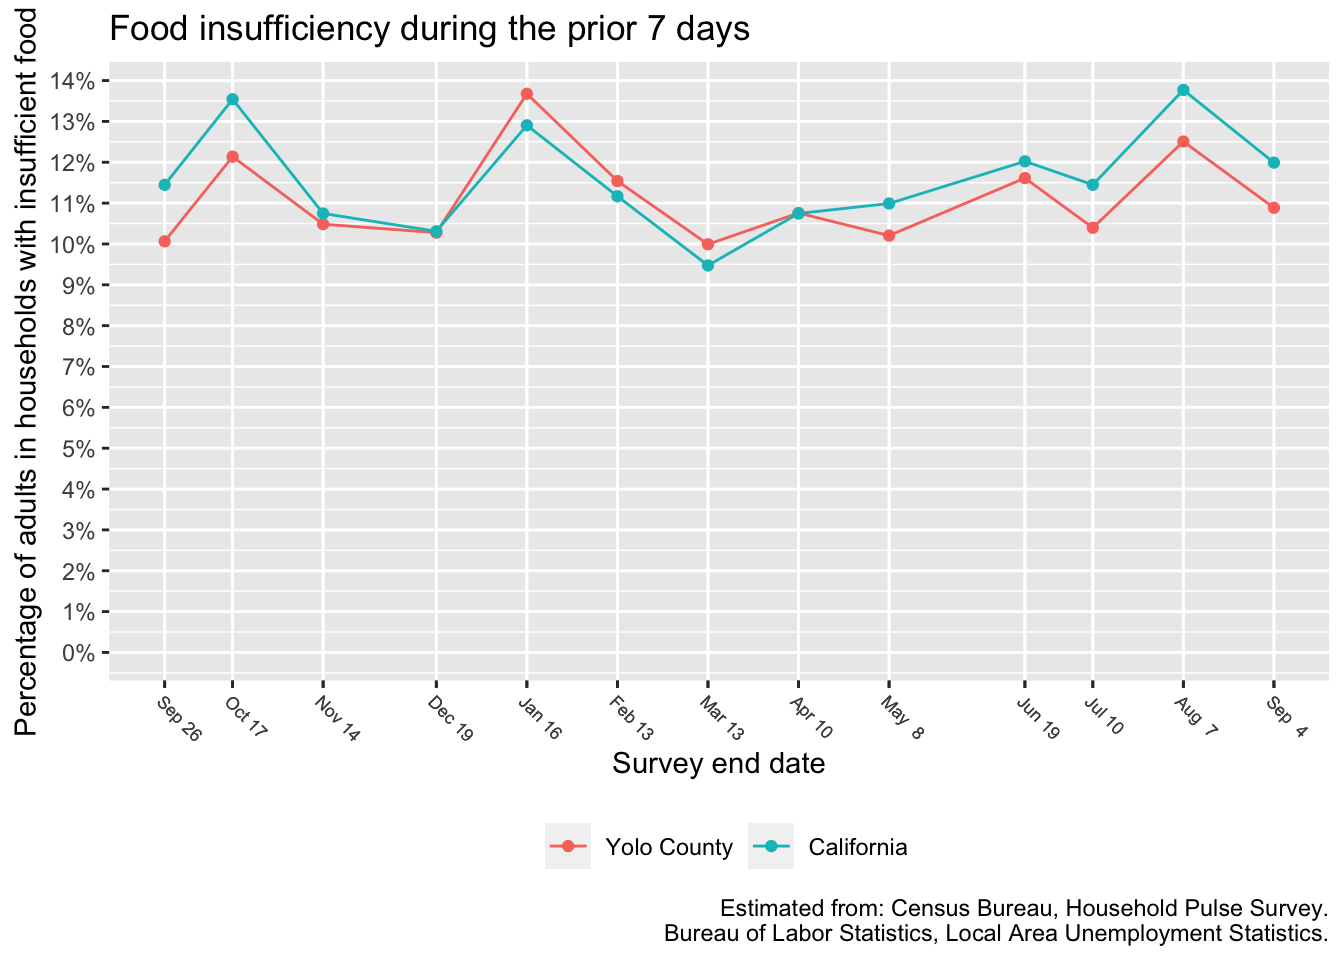 Food insufficiency during the prior 7 days
Percentage of adults in households with insufficient food
14%
13%
12%
11%
10%
9%
8%
7%
6%
5%
4%
3%
2%
1%
0%
Sep 26
Oct 17
Nov 14
Dec 19
Jan 16
Feb 13
Mar 13
Apr 10
May 8
Jun 19
Jul 10
Aug 7
Sep 4
Survey end date
Yolo County
California
Estimated from: Census Bureau, Household Pulse Survey.
Bureau of Labor Statistics, Local Area Unemployment Statistics.